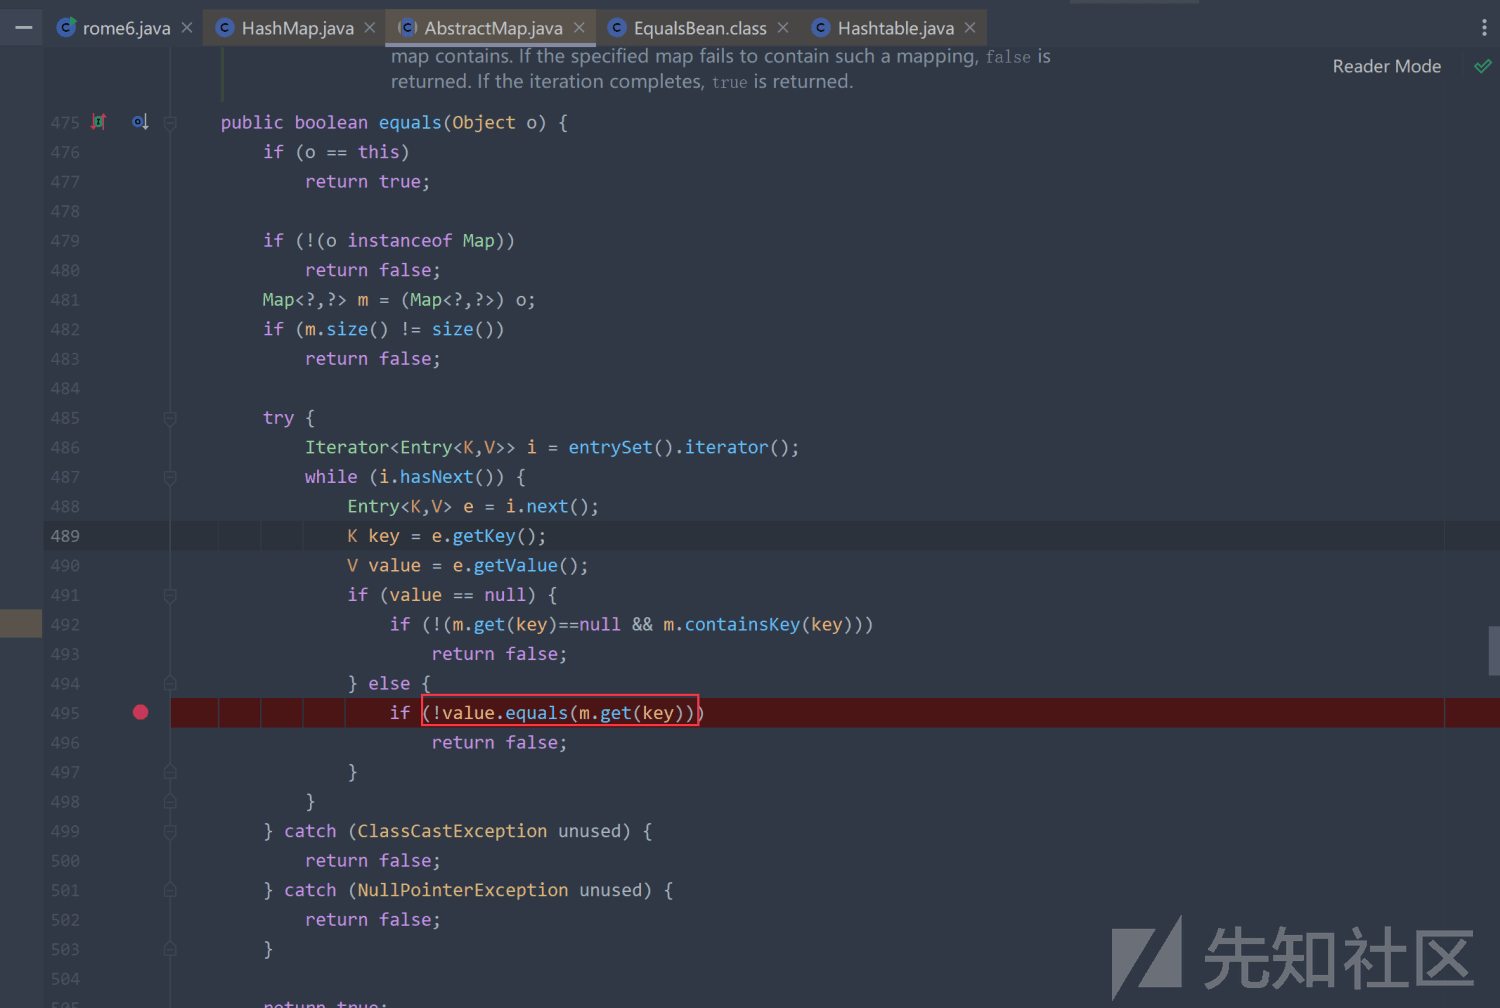 rome6.java HashMap.java AbstractMap.java EqualsBean.class Hashtable.java
map contains. If the specified map fails to contain such a mapping, false is
returned. If the iteration completes, true is returned.
Reader Mode
475 public boolean equals(Object o) {
476 if (o == this)
477 return true;
478
479 if (!(o instanceof Map))
480 return false;
481 Map<?,?> m = (Map<?,?>) o;
482 if (m.size() != size())
483 return false;
484
485 try {
486 Iterator<Entry<K,V>> i = entrySet().iterator();
487 while (i.hasNext()) {
488 Entry<K,V> e = i.next();
489 K key = e.getKey();
490 V value = e.getValue();
491 if (value == null) {
492 if (!(m.get(key)==null && m.containsKey(key)))
493 return false;
494 } else {
495 if (!value.equals(m.get(key)))
496 return false;
497 }
498 }
499 } catch (ClassCastException unused) {
500 return false;
501 } catch (NullPointerException unused) {
502 return false;
503 }
504
505 return true;
先知社区